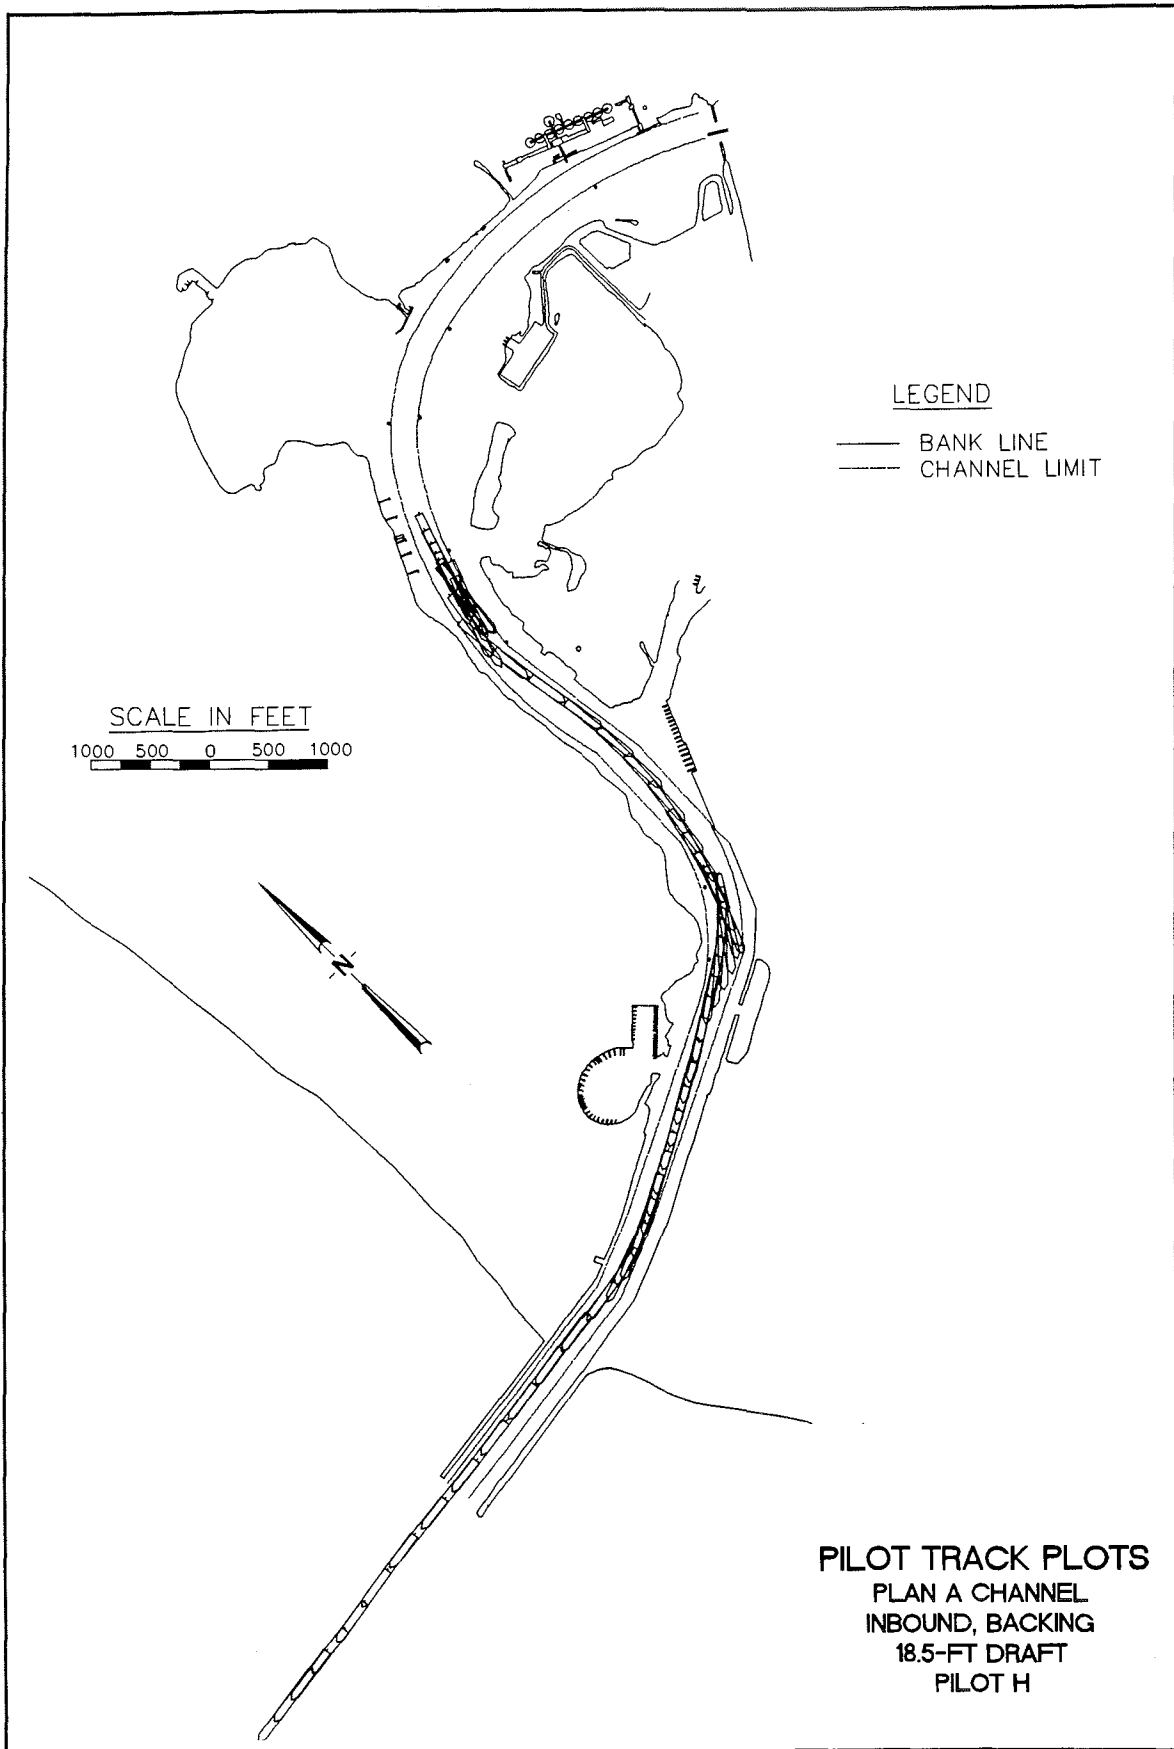 LEGEND
BANK LINE
CHANNEL LIMIT
SCALE IN FEET
1000 500 0 500 1000
N
PILOT TRACK PLOTS
PLAN A CHANNEL
INBOUND, BACKING
18.5-FT DRAFT
PILOT H